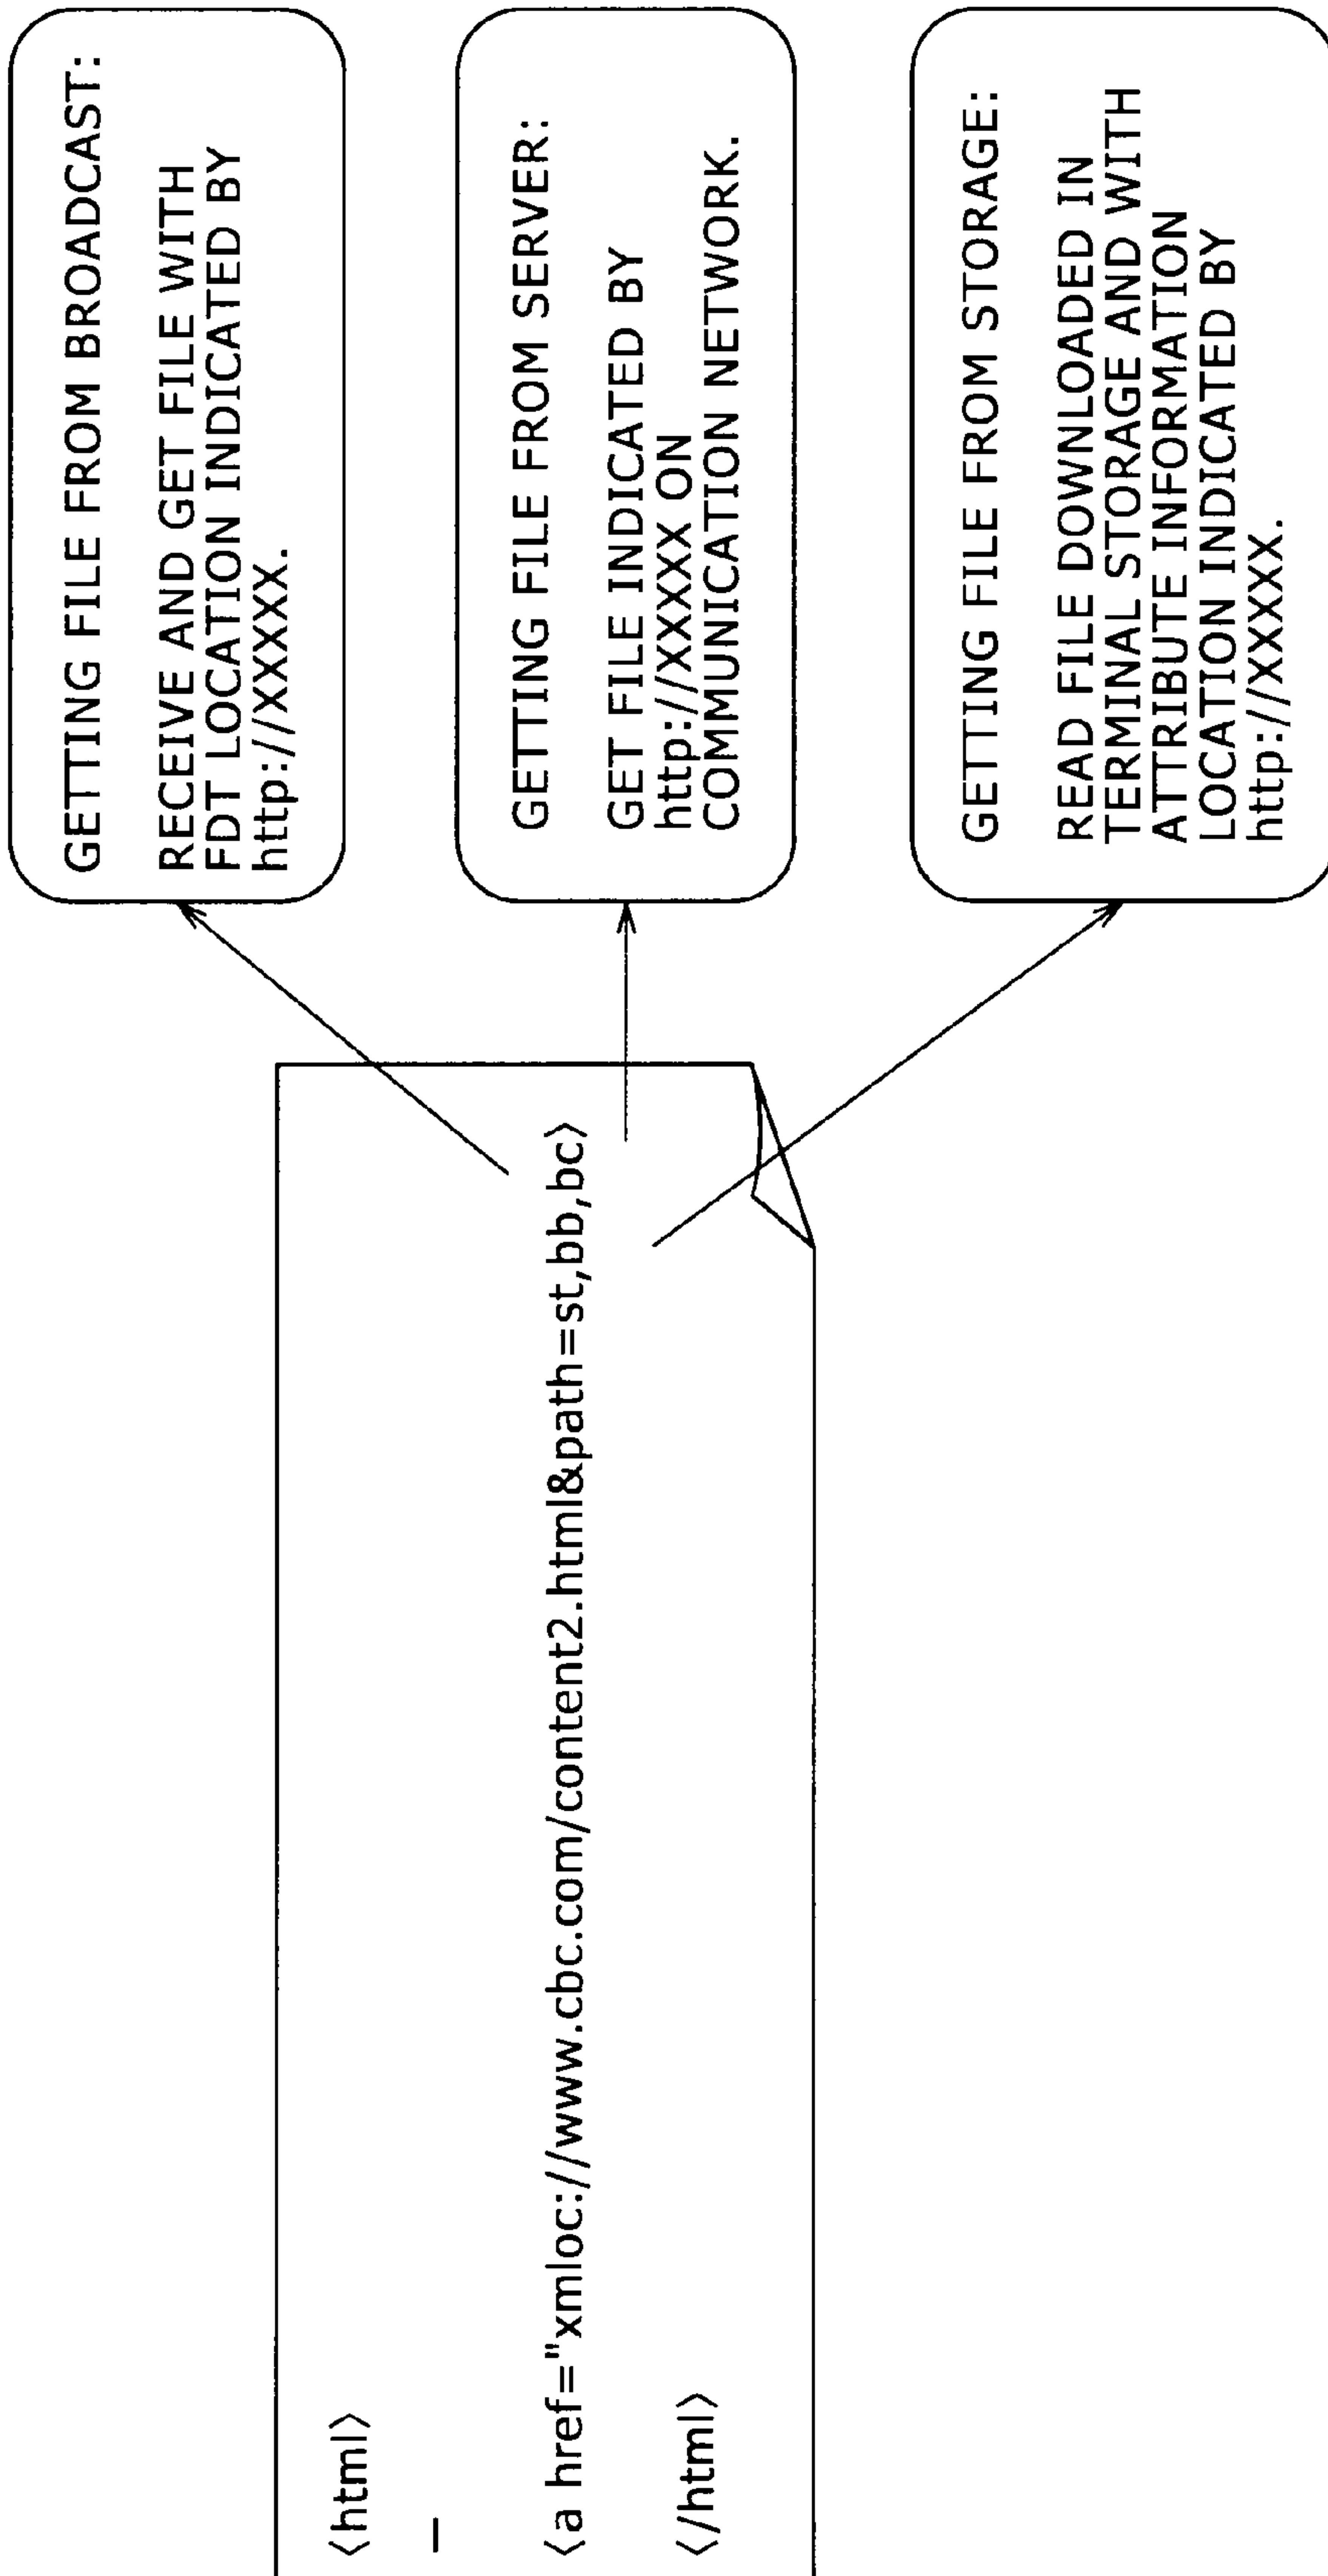 <html>
–
<a href="xmloc://www.cbc.com/content2.html&path=st,bb,bc>
</html>
GETTING FILE FROM BROADCAST:
RECEIVE AND GET FILE WITH
FDT LOCATION INDICATED BY
http://XXXXX.
GETTING FILE FROM SERVER:
GET FILE INDICATED BY
http://XXXXX ON
COMMUNICATION NETWORK.
GETTING FILE FROM STORAGE:
READ FILE DOWNLOADED IN
TERMINAL STORAGE AND WITH
ATTRIBUTE INFORMATION
LOCATION INDICATED BY
http://XXXXX.